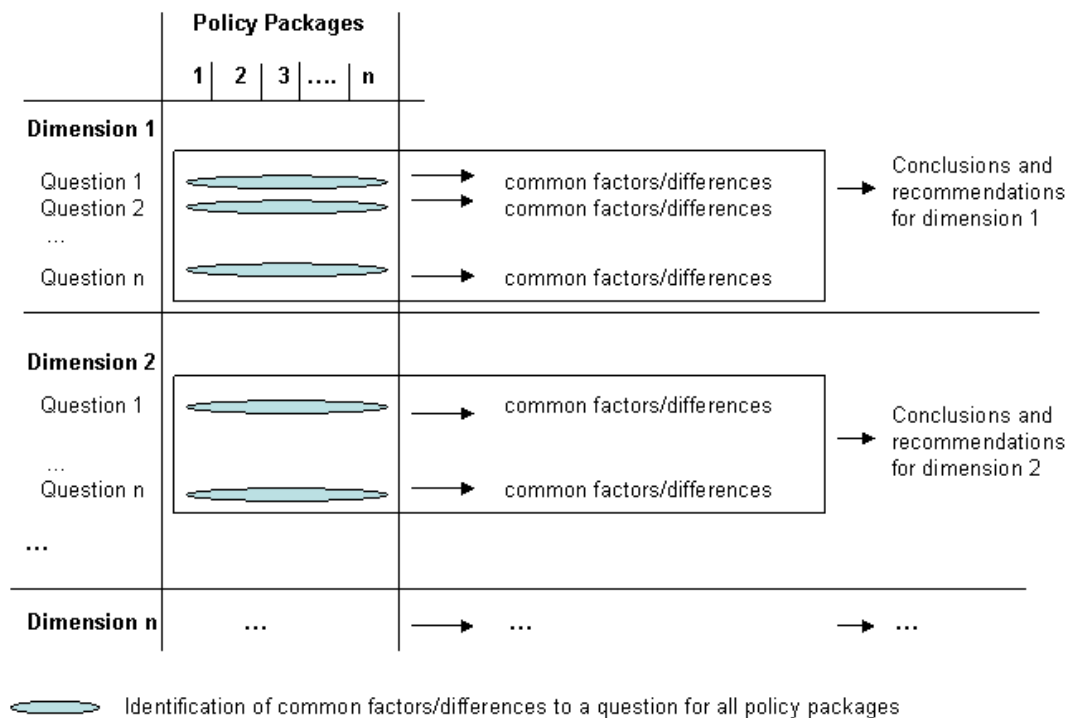 Policy Packages
1 2 3 .... n
Dimension 1
Question 1 common factors/differences
Question 2 common factors/differences
...
Question n common factors/differences
Conclusions and
recommendations
for dimension 1
Dimension 2
Question 1 common factors/differences
...
Question n common factors/differences
Conclusions and
recommendations
for dimension 2
...
Dimension n ... ... ...
Identification of common factors/differences to a question for all policy packages